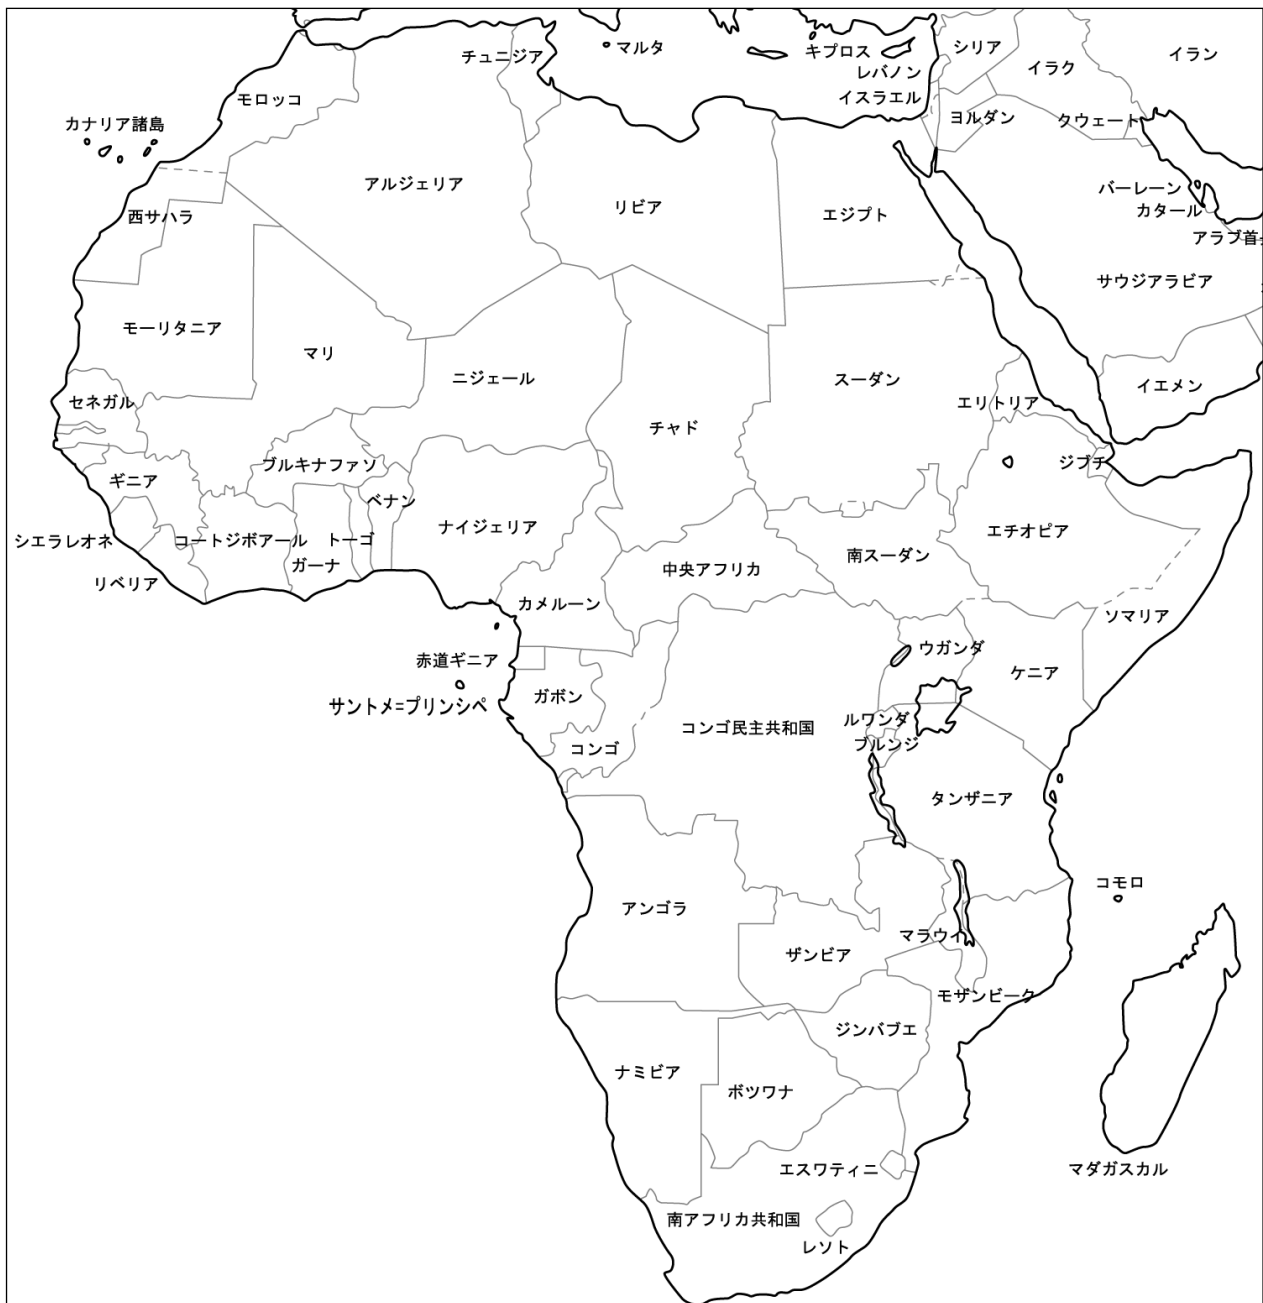 チュニジア
マルタ
キプロス
シリア
イラン
レバノン
イラク
モロッコ
イスラエル
ヨルダン
クウェート
カナリア諸島
アルジェリア
リビア
エジプト
バーレーン
カタール
西サハラ
アラブ首
サウジアラビア
モーリタニア
マリ
ニジェール
スーダン
イエメン
セネガル
エリトリア
チャド
ブルキナファソ
ジブチ
ギニア
ベナン
ナイジェリア
エチオピア
シエラレオネ
コートジボアール
トーゴ
ガーナ
南スーダン
中央アフリカ
リベリア
カメルーン
ソマリア
赤道ギニア
ウガンダ
ケニア
ガボン
サントメ=プリンシペ
ルワンダ
コンゴ民主共和国
コンゴ
ブルンジ
タンザニア
コモロ
アンゴラ
マラウイ
ザンビア
モザンビーク
ジンバブエ
ナミビア
ボツワナ
エスワティニ
マダガスカル
南アフリカ共和国
レソト